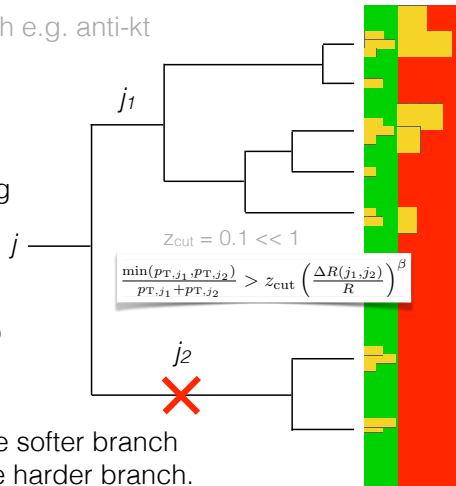 h e.g. anti-kt
j1
g
j
zcut = 0.1 << 1
min(pT,j1,pT,j2) / pT,j1+pT,j2 > zcut (ΔR(j1,j2) / R)^β
j2
e softer branch
e harder branch.